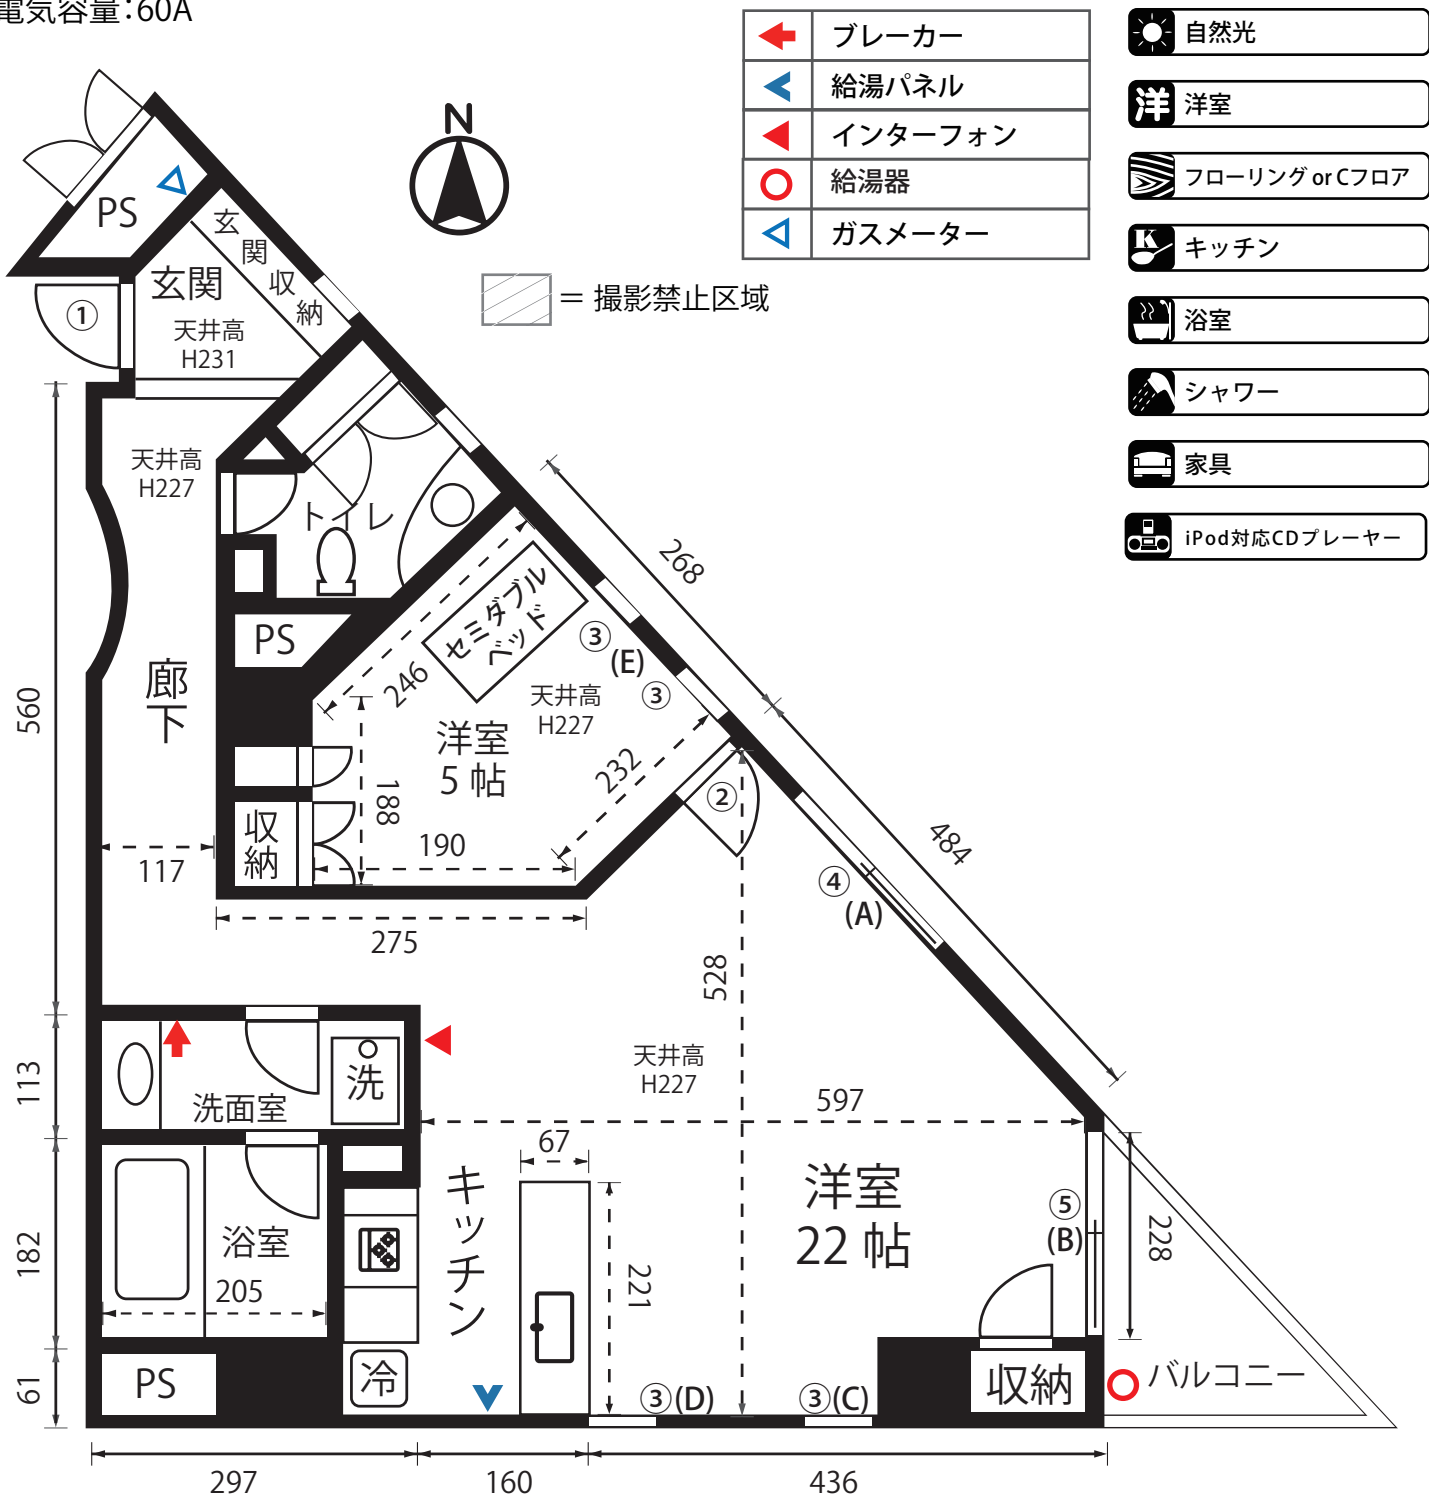 電気容量:60A
ブレーカー
給湯パネル
インターフォン
給湯器
ガスメーター
自然光
洋
洋室
フローリング or Cフロア
K
キッチン
浴室
シャワー
家具
iPod対応CDプレーヤー
N
= 撮影禁止区域
PS
玄関収納
玄関
天井高
H231
①
天井高
H227
トイレ
PS
廊下
セミダブル
ベッド
246
③
(E)
③
天井高
H227
洋室
5 帖
188
190
232
②
収納
117
275
268
484
④
(A)
528
560
113
182
61
洗面室
洗
天井高
H227
597
67
浴室
205
キッチン
221
洋室
22 帖
⑤
(B)
228
PS
冷
③(D)
③(C)
収納
バルコニー
297
160
436